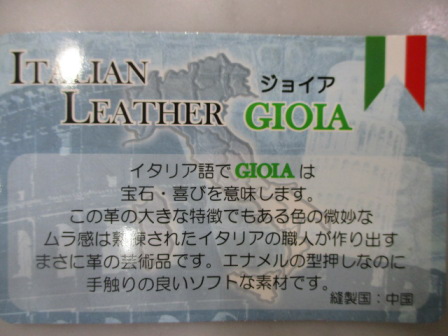 ITALIAN
LEATHER
ジョイア
GIOIA
イタリア語で GIOIA は
宝石・喜びを意味します。
この革の大きな特徴でもある色の微妙な
ムラ感は熟練されたイタリアの職人が作り出す
まさに革の芸術品です。エナメルの型押しなのに
手触りの良いソフトな素材です。
縫製国：中国